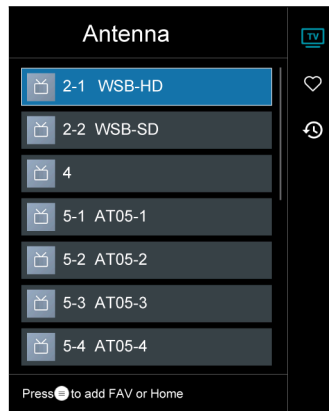 Antenna
TV
2-1 WSB-HD
2-2 WSB-SD
4
5-1 AT05-1
5-2 AT05-2
5-3 AT05-3
5-4 AT05-4
Press to add FAV or Home